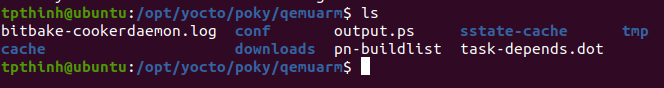 tpthinh@ubuntu:/opt/yocto/poky/qemuarm$ ls
bitbake-cookerdaemon.log  conf       output.ps     sstate-cache      tmp
cache                     downloads  pn-buildlist  task-depends.dot
tpthinh@ubuntu:/opt/yocto/poky/qemuarm$